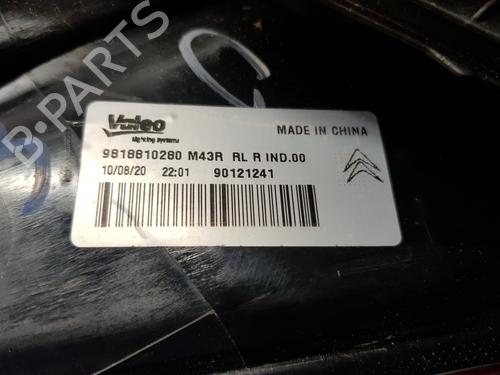 Valeo
Lighting Systems
MADE IN CHINA
9818810280 M43R RL R IND.00
10/08/20 22:01 90121241
B-PARTS
C